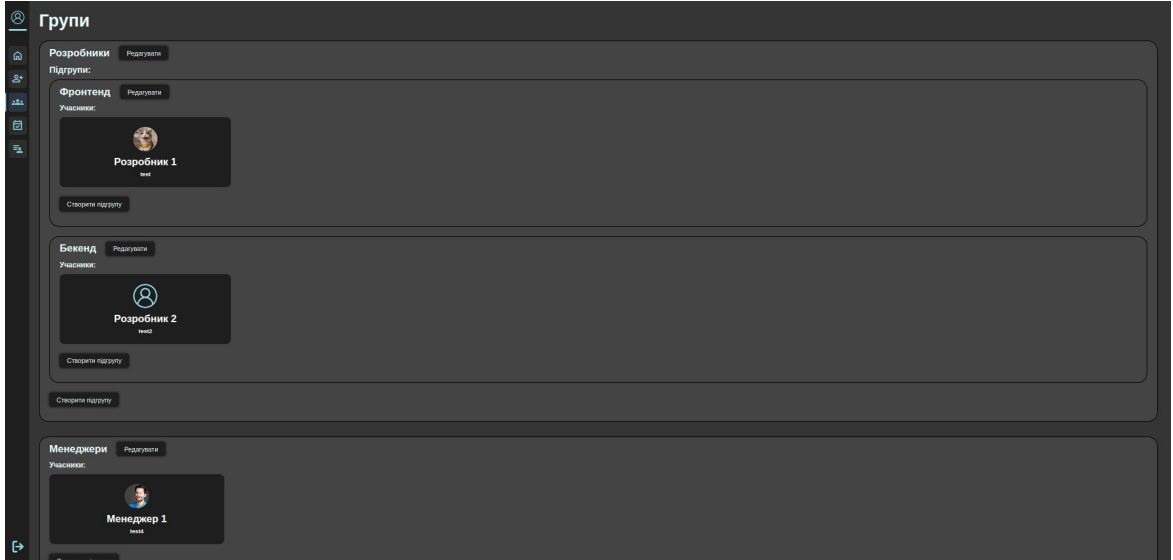 Групи
Розробники Редагувати
Підгрупи:
Фронтенд Редагувати
Учасники:
Розробник 1
test
Створити підгрупу
Бекенд Редагувати
Учасники:
Розробник 2
test2
Створити підгрупу
Створити підгрупу
Менеджери Редагувати
Учасники:
Менеджер 1
test4